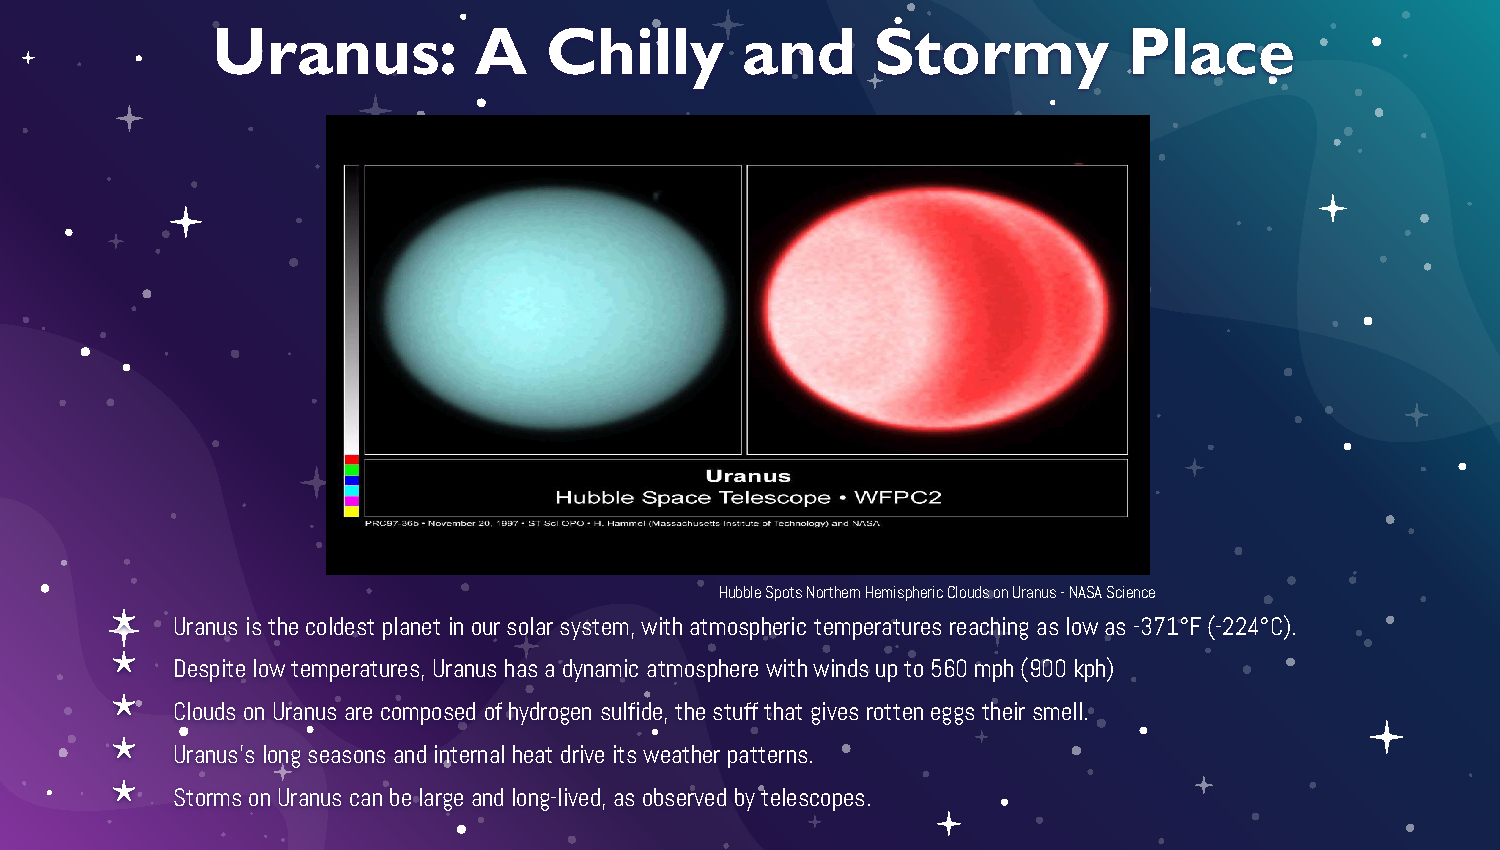 Uranus: A Chilly and Stormy Place
Uranus
Hubble Space Telescope • WFPC2
PRC97-36b • November 20, 1997 • ST ScI OPO • H. Hammel (Massachusetts Institute of Technology) and NASA
Hubble Spots Northern Hemispheric Clouds on Uranus - NASA Science
Uranus is the coldest planet in our solar system, with atmospheric temperatures reaching as low as -371°F (-224°C).
Despite low temperatures, Uranus has a dynamic atmosphere with winds up to 560 mph (900 kph)
Clouds on Uranus are composed of hydrogen sulfide, the stuff that gives rotten eggs their smell.
Uranus's long seasons and internal heat drive its weather patterns.
Storms on Uranus can be large and long-lived, as observed by telescopes.